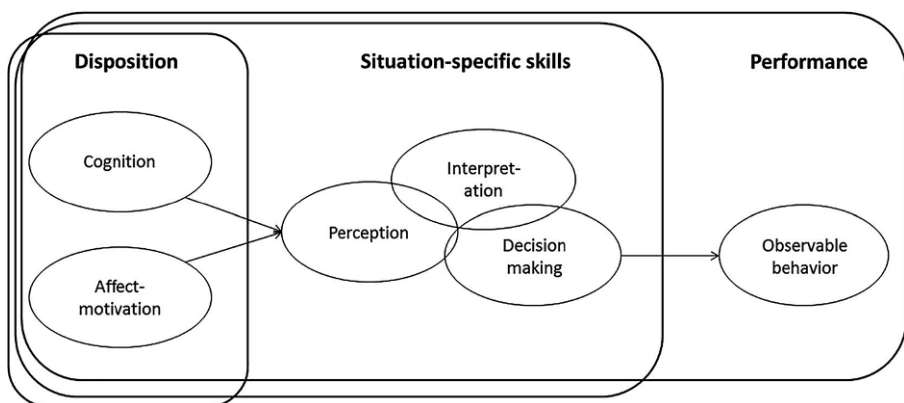 Disposition
Situation-specific skills
Performance
Cognition
Affect-
motivation
Perception
Interpret-
ation
Decision
making
Observable
behavior